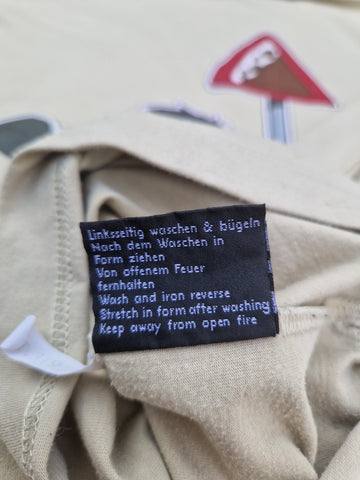 Linksseitig waschen & bügeln
Nach dem Waschen in
Form ziehen
Von offenem Feuer
fernhalten
Wash and iron reverse
Stretch in form after washing
Keep away from open fire